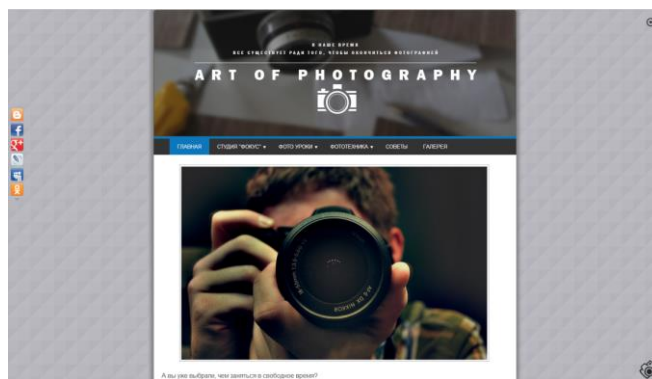 В НАШЕ ВРЕМЯ
ВСЕ СУЩЕСТВУЕТ РАДИ ТОГО, ЧТОБЫ ОКОНЧИТЬСЯ ФОТОГРАФИЕЙ
ART OF PHOTOGRAPHY
ГЛАВНАЯ СТУДИЯ "ФОКУС" ▾ ФОТО УРОКИ ▾ ФОТОТЕХНИКА ▾ СОВЕТЫ ГАЛЕРЕЯ
А вы уже выбрали, чем заняться в свободное время?